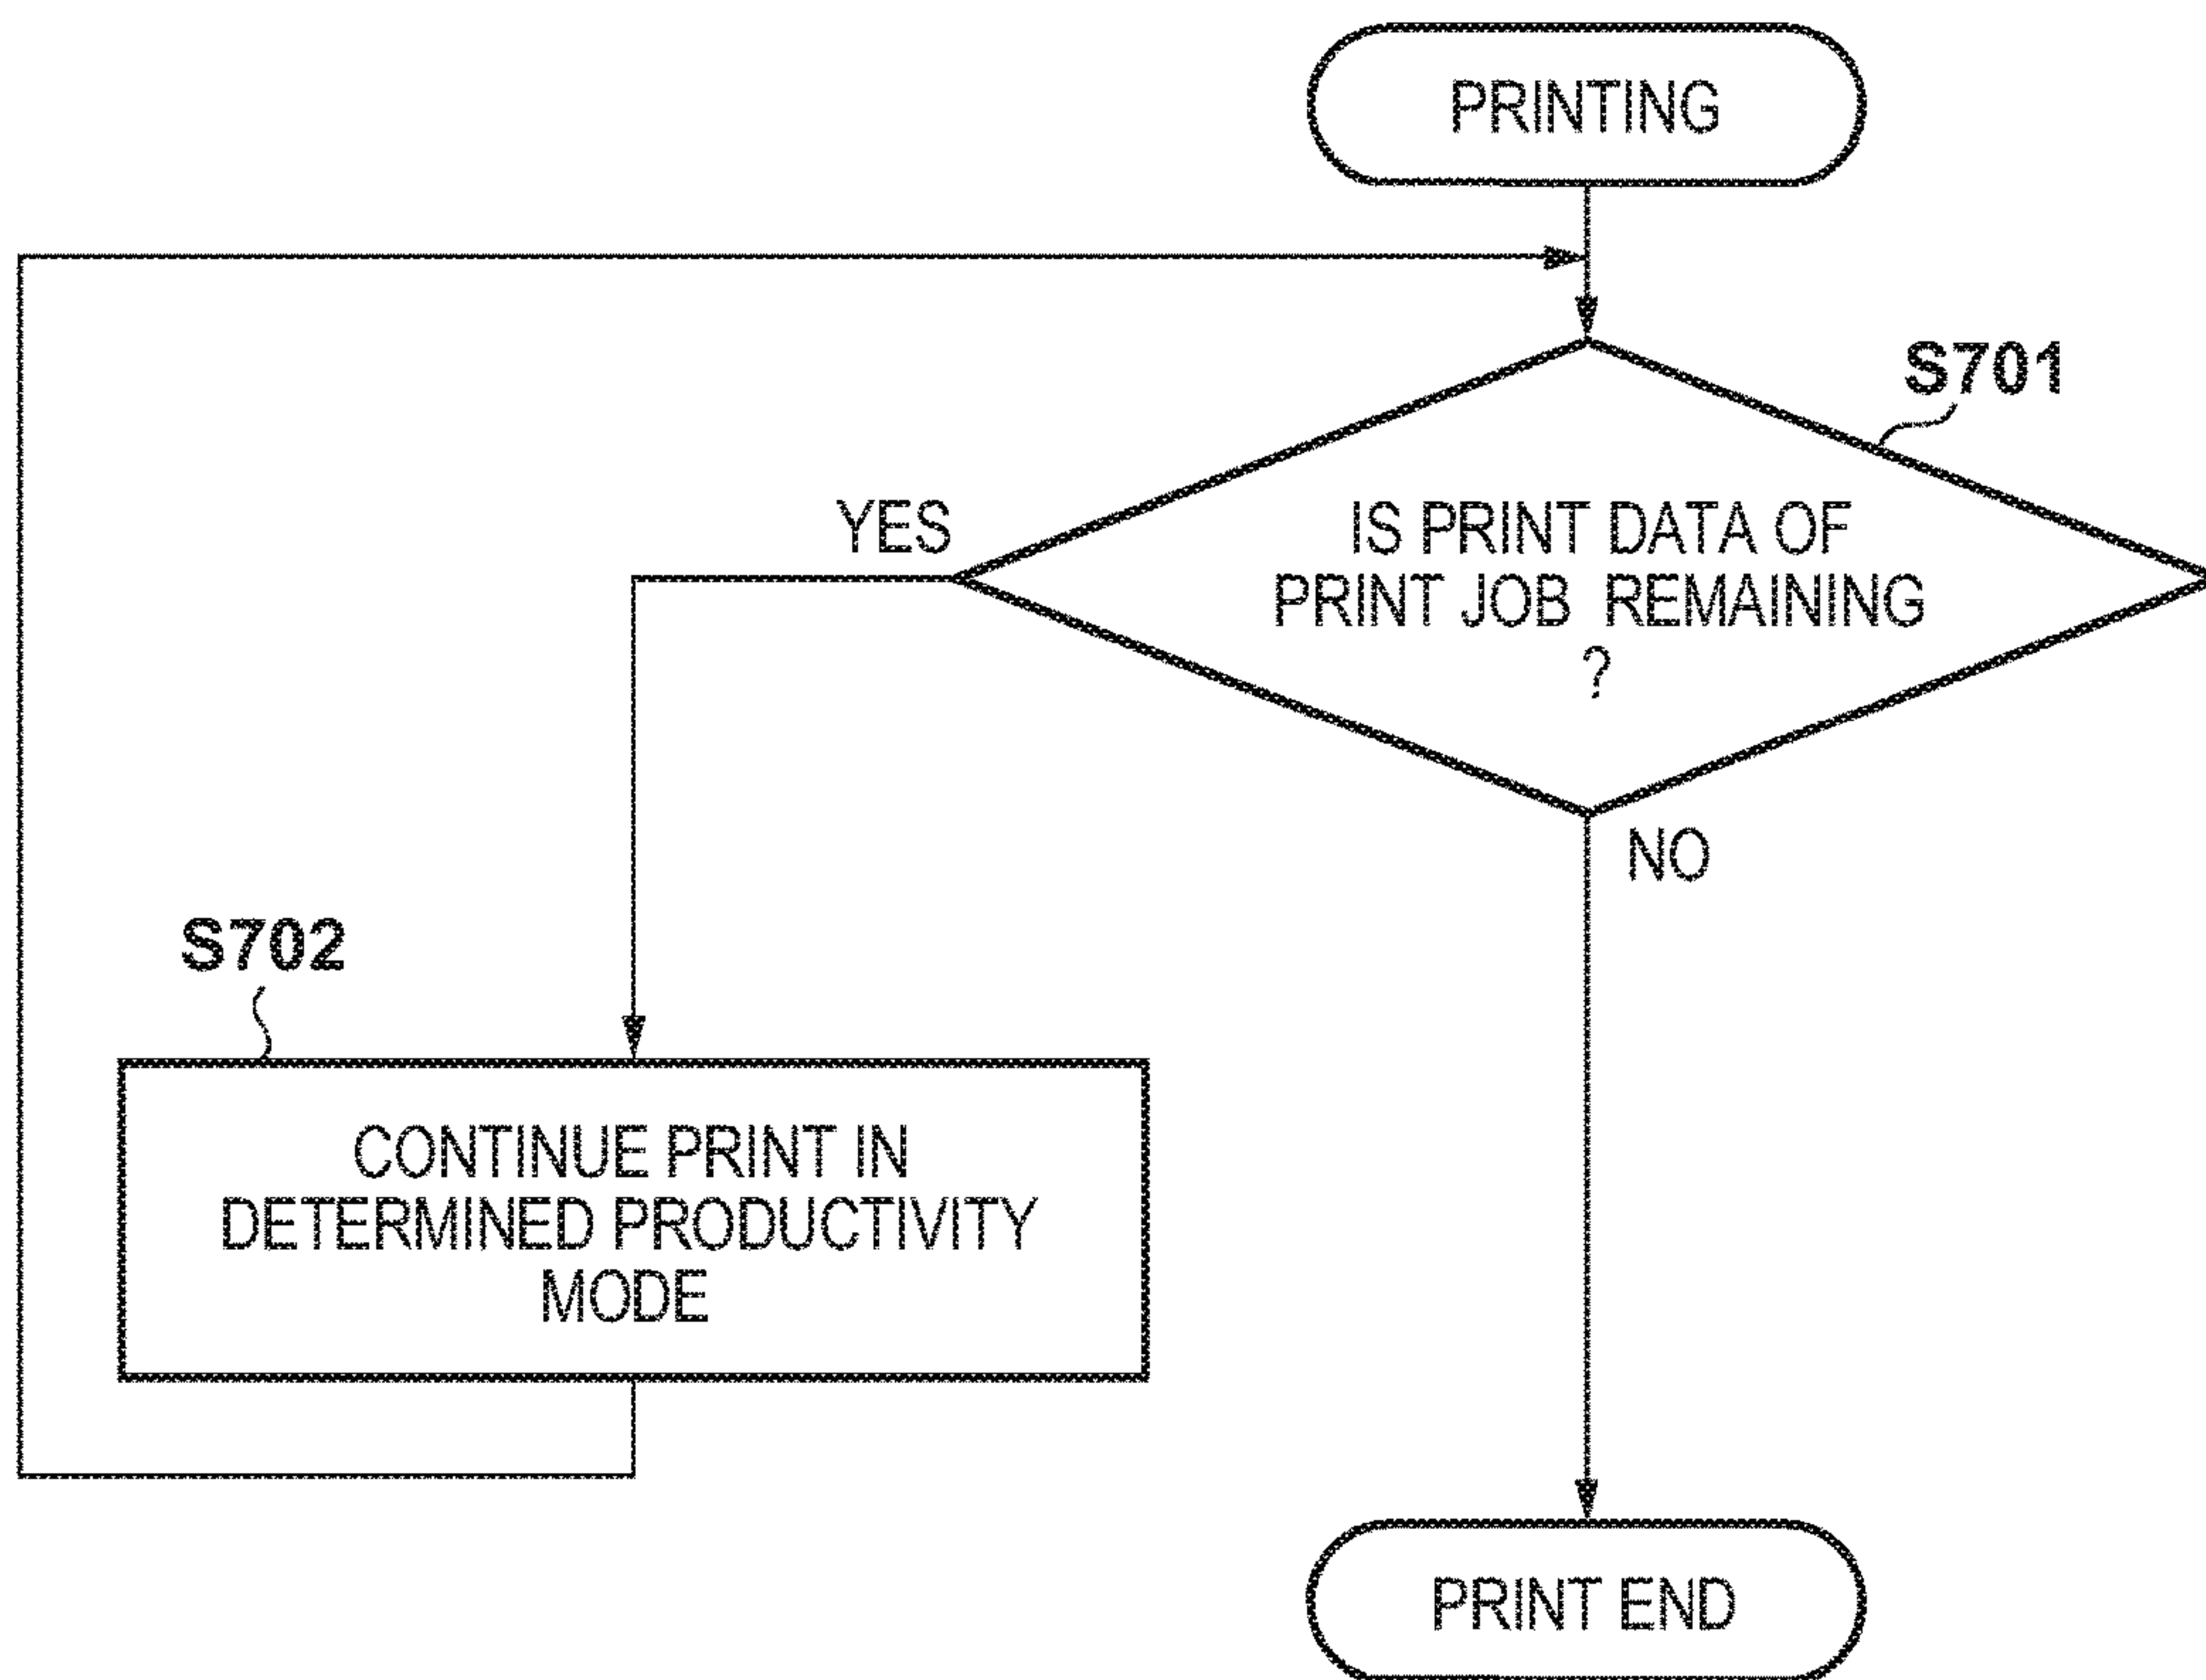 PRINTING
S701
YES
IS PRINT DATA OF
PRINT JOB REMAINING
?
NO
S702
CONTINUE PRINT IN
DETERMINED PRODUCTIVITY
MODE
PRINT END